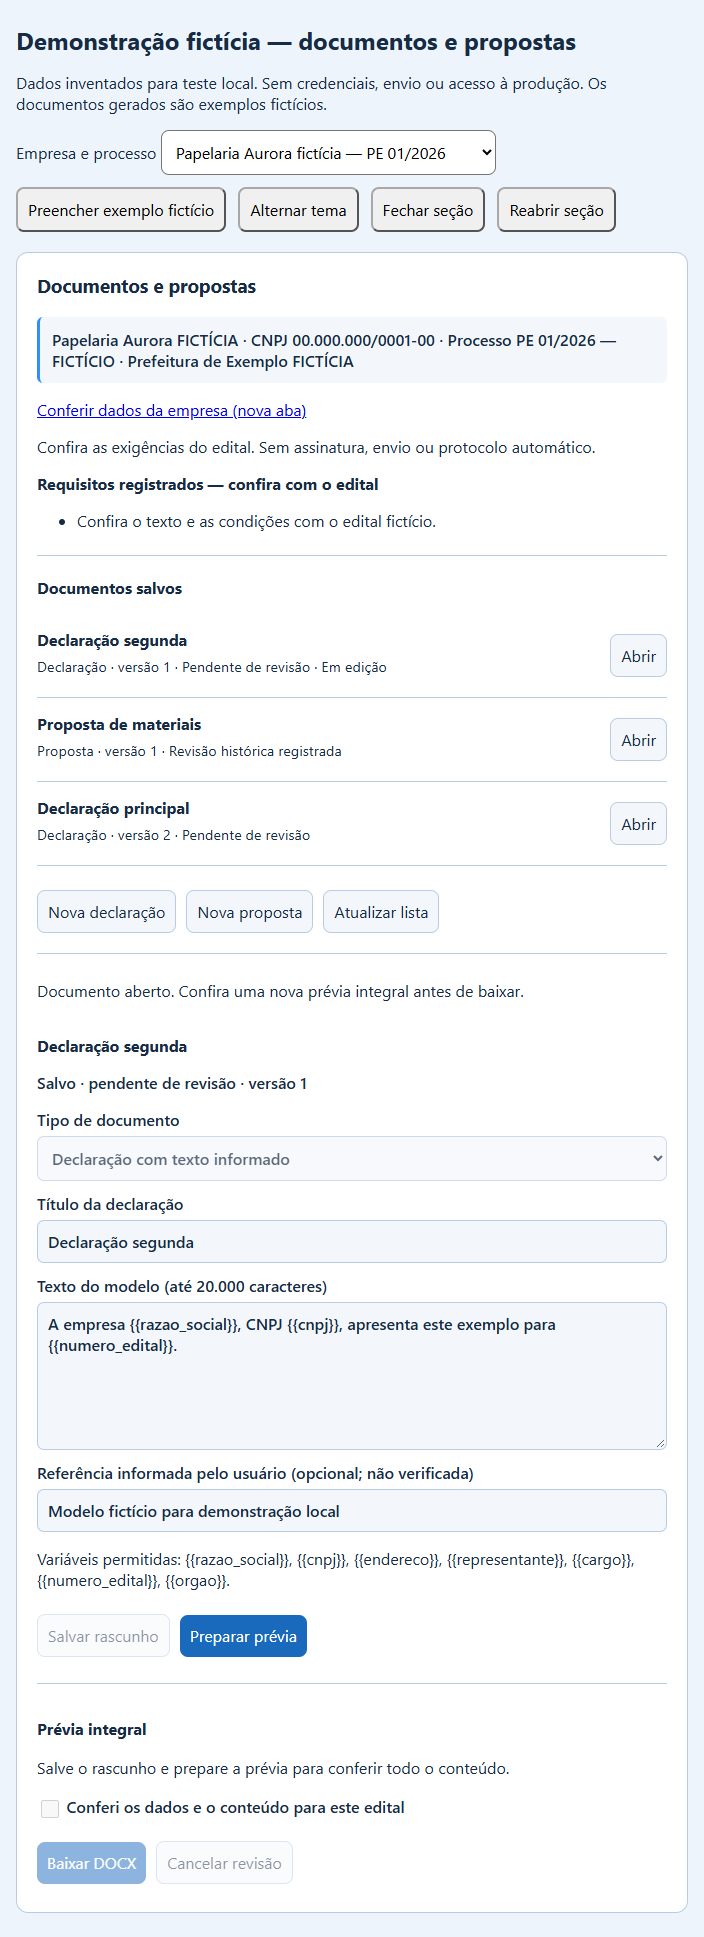 Demonstração fictícia — documentos e propostas
Dados inventados para teste local. Sem credenciais, envio ou acesso à produção. Os
documentos gerados são exemplos fictícios.
Empresa e processo Papelaria Aurora fictícia — PE 01/2026
Preencher exemplo fictício Alternar tema Fechar seção Reabrir seção
Documentos e propostas
Papelaria Aurora FICTÍCIA · CNPJ 00.000.000/0001-00 · Processo PE 01/2026 —
FICTÍCIO · Prefeitura de Exemplo FICTÍCIA
Conferir dados da empresa (nova aba)
Confira as exigências do edital. Sem assinatura, envio ou protocolo automático.
Requisitos registrados — confira com o edital
• Confira o texto e as condições com o edital fictício.
Documentos salvos
Declaração segunda
Declaração · versão 1 · Pendente de revisão · Em edição
Abrir
Proposta de materiais
Proposta · versão 1 · Revisão histórica registrada
Abrir
Declaração principal
Declaração · versão 2 · Pendente de revisão
Abrir
Nova declaração Nova proposta Atualizar lista
Documento aberto. Confira uma nova prévia integral antes de baixar.
Declaração segunda
Salvo · pendente de revisão · versão 1
Tipo de documento
Declaração com texto informado
Título da declaração
Declaração segunda
Texto do modelo (até 20.000 caracteres)
A empresa {{razao_social}}, CNPJ {{cnpj}}, apresenta este exemplo para
{{numero_edital}}.
Referência informada pelo usuário (opcional; não verificada)
Modelo fictício para demonstração local
Variáveis permitidas: {{razao_social}}, {{cnpj}}, {{endereco}}, {{representante}}, {{cargo}},
{{numero_edital}}, {{orgao}}.
Salvar rascunho Preparar prévia
Prévia integral
Salve o rascunho e prepare a prévia para conferir todo o conteúdo.
Conferi os dados e o conteúdo para este edital
Baixar DOCX Cancelar revisão